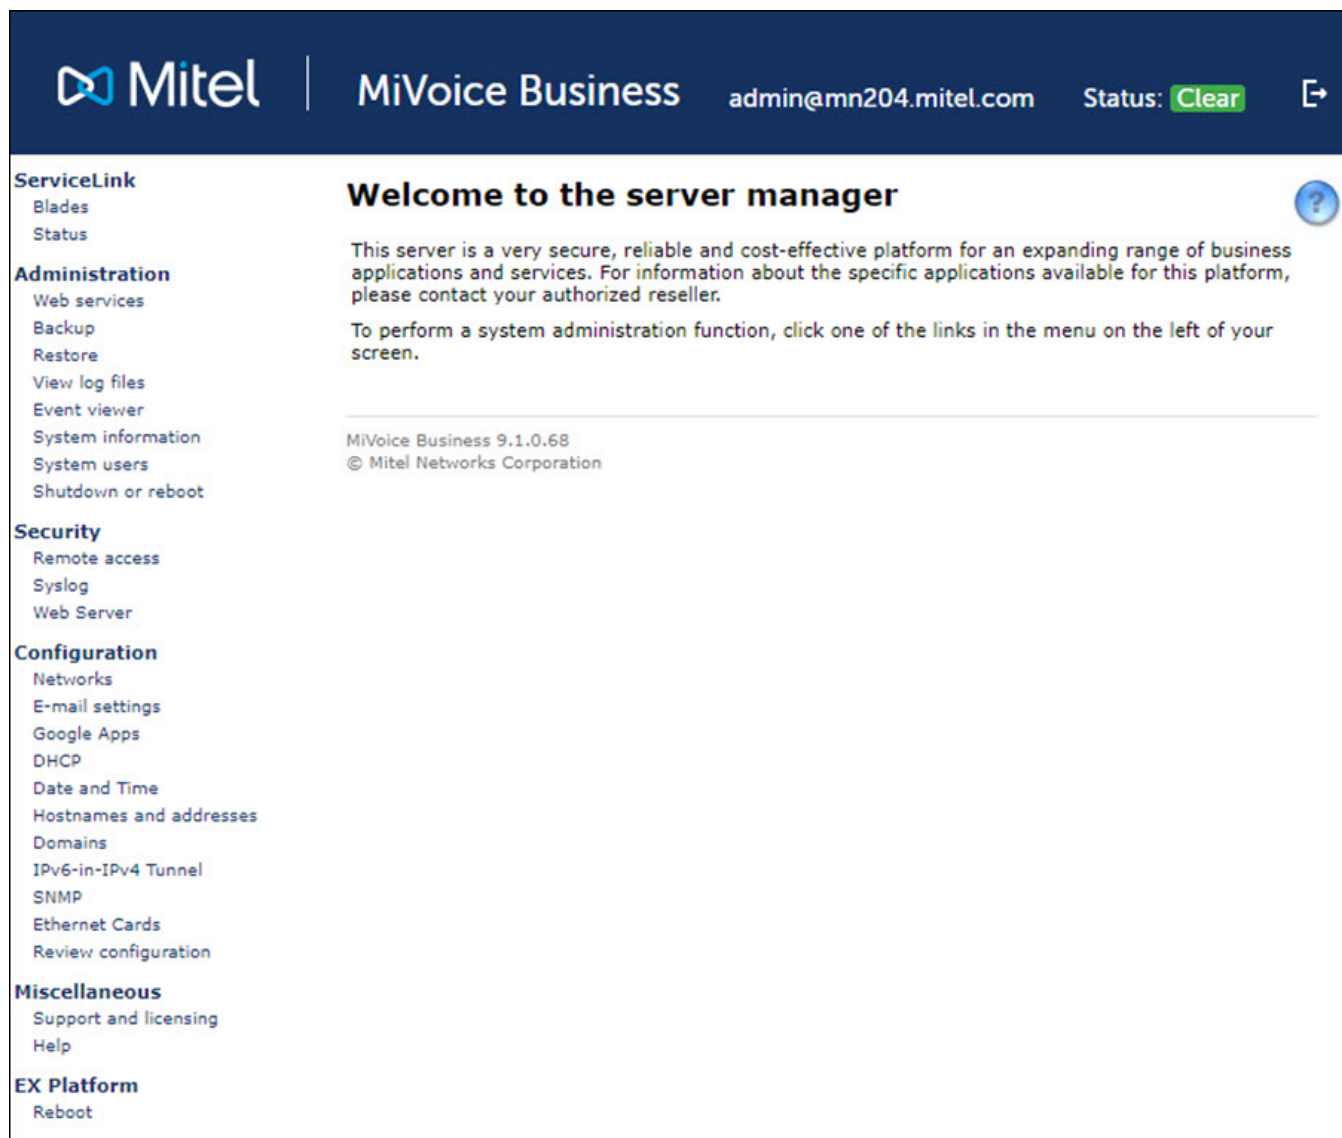 Mitel
MiVoice Business
admin@mn204.mitel.com
Status: Clear
ServiceLink
Blades
Status
Administration
Web services
Backup
Restore
View log files
Event viewer
System information
System users
Shutdown or reboot
Security
Remote access
Syslog
Web Server
Configuration
Networks
E-mail settings
Google Apps
DHCP
Date and Time
Hostnames and addresses
Domains
IPv6-in-IPv4 Tunnel
SNMP
Ethernet Cards
Review configuration
Miscellaneous
Support and licensing
Help
EX Platform
Reboot
Welcome to the server manager
?
This server is a very secure, reliable and cost-effective platform for an expanding range of business
applications and services. For information about the specific applications available for this platform,
please contact your authorized reseller.
To perform a system administration function, click one of the links in the menu on the left of your
screen.
MiVoice Business 9.1.0.68
© Mitel Networks Corporation